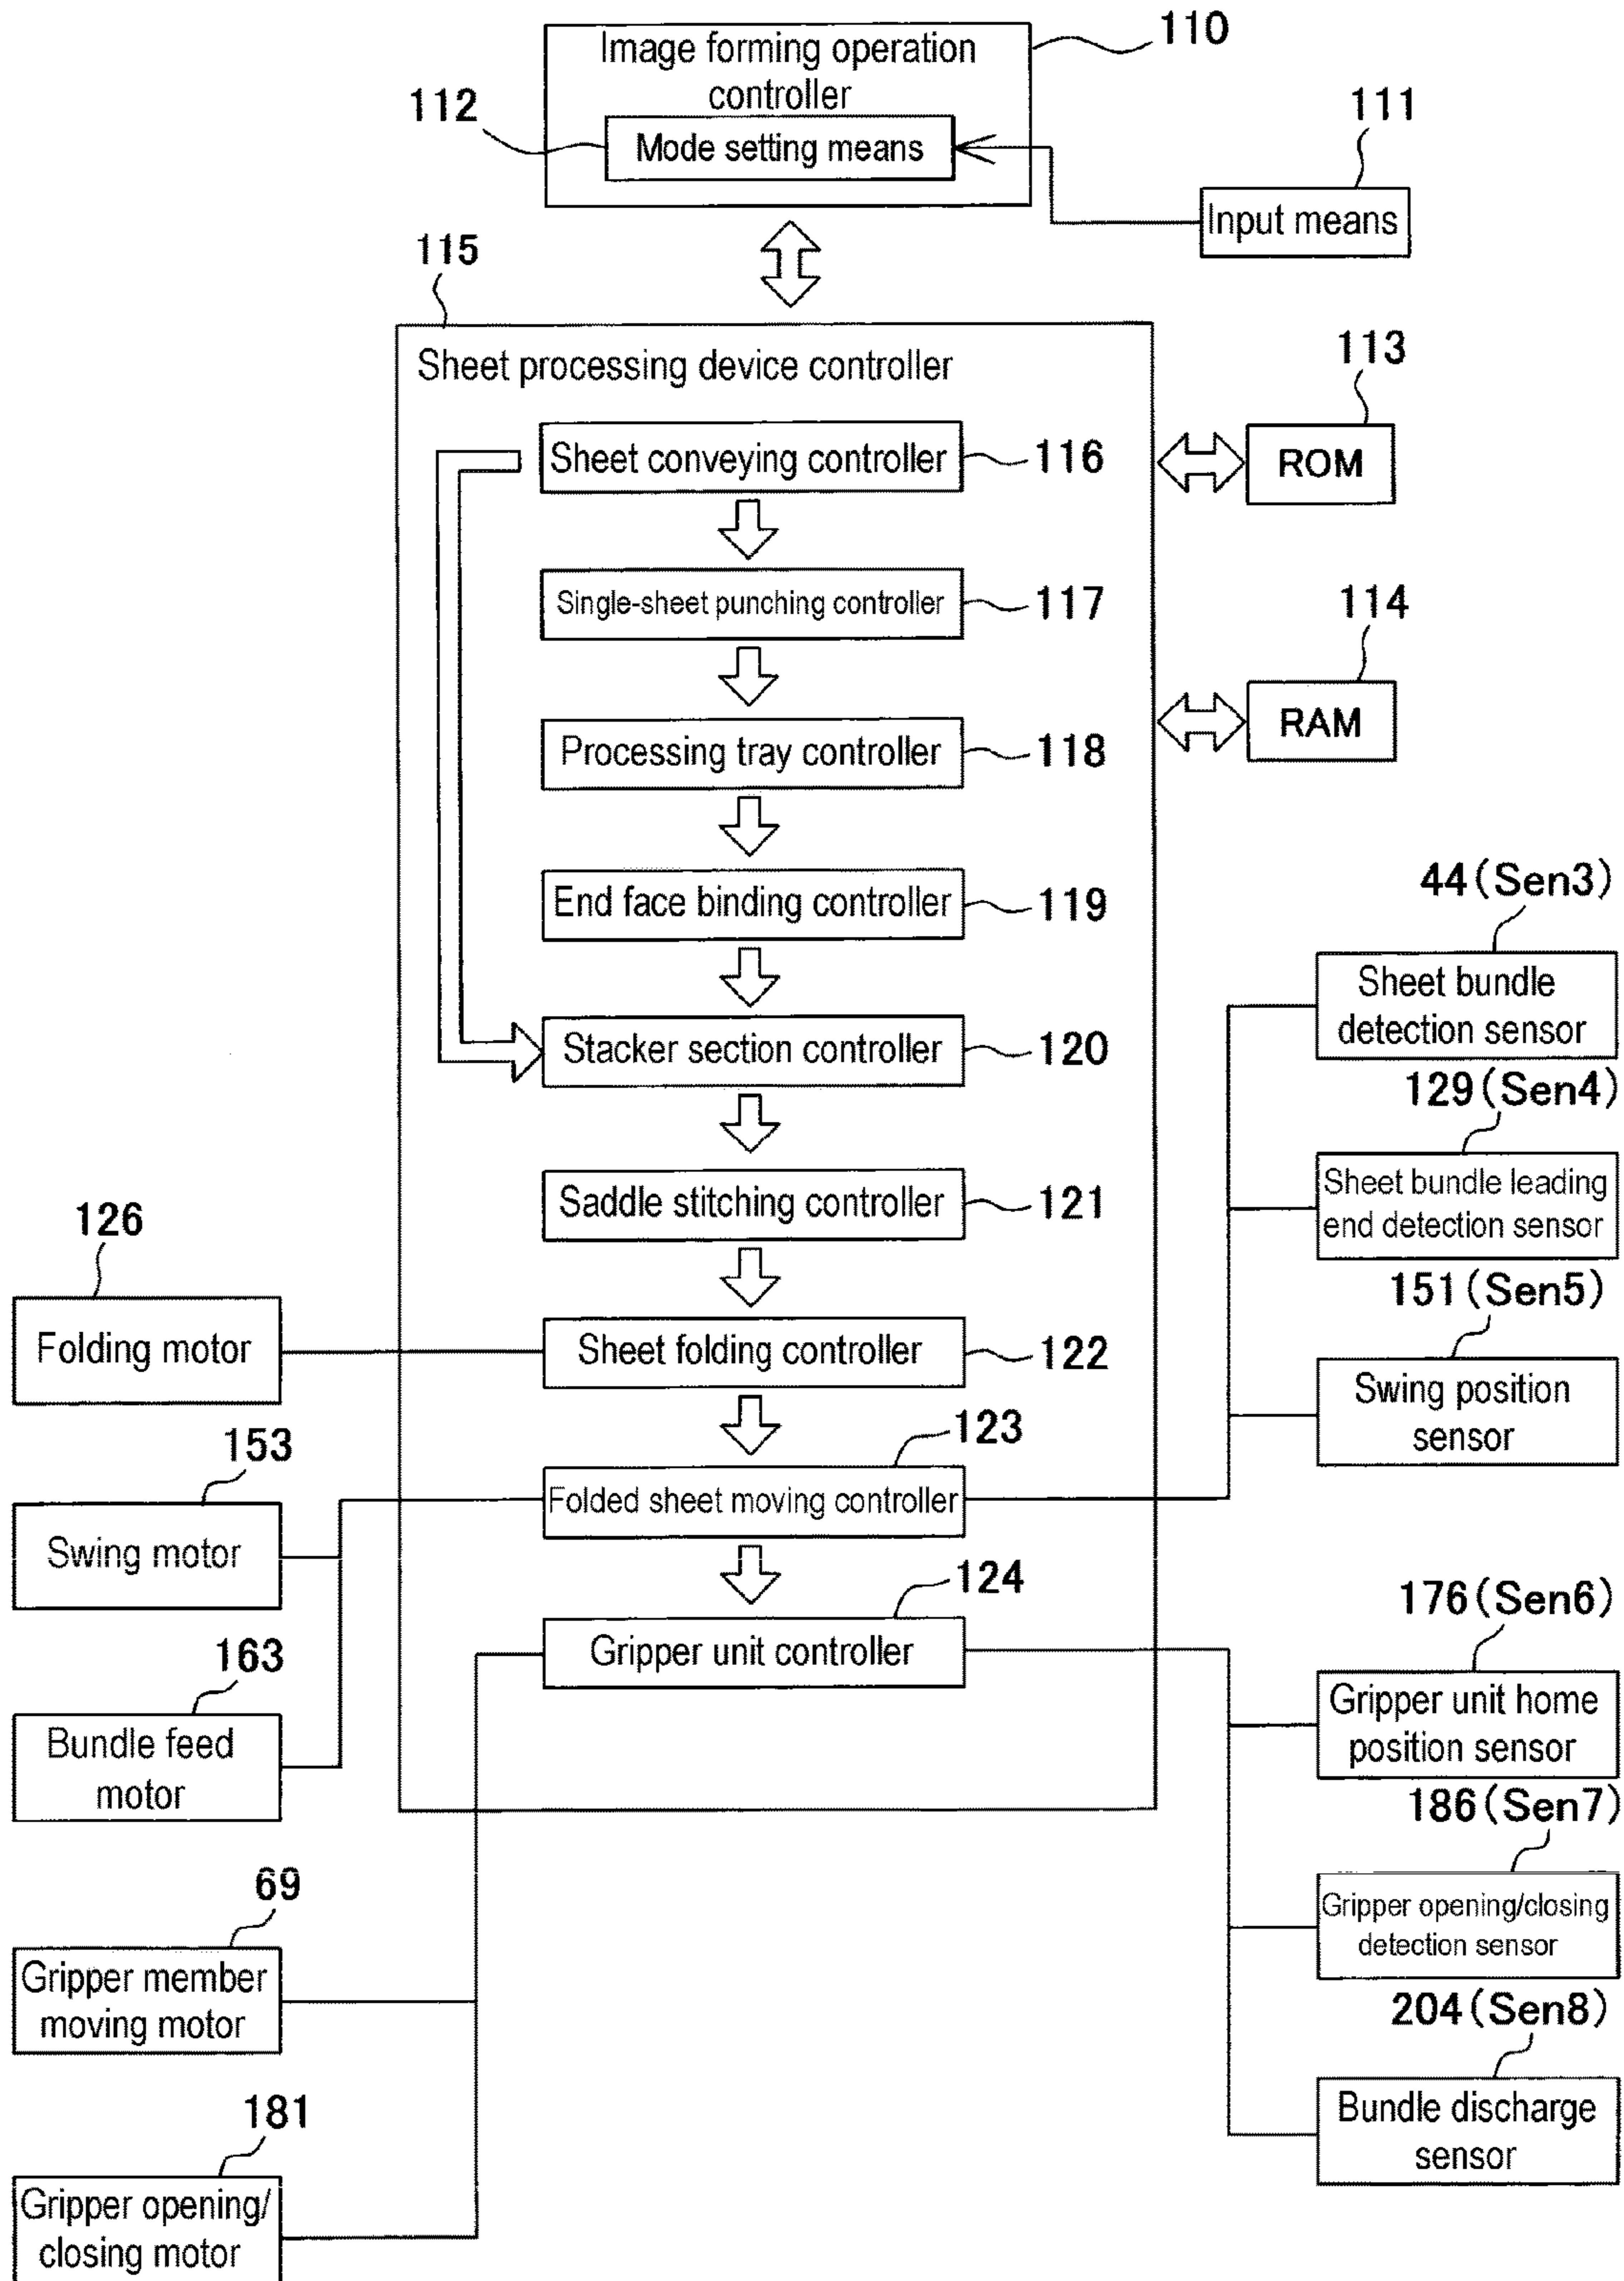 110
Image forming operation
controller
112
Mode setting means
111
Input means
115
Sheet processing device controller
113
ROM
Sheet conveying controller
116
Single-sheet punching controller
117
114
RAM
Processing tray controller
118
End face binding controller
119
44(Sen3)
Sheet bundle
detection sensor
Stacker section controller
120
129(Sen4)
Sheet bundle leading
end detection sensor
Saddle stitching controller
121
126
Folding motor
Sheet folding controller
122
151(Sen5)
Swing position
sensor
123
Folded sheet moving controller
153
Swing motor
124
Gripper unit controller
176(Sen6)
Gripper unit home
position sensor
163
Bundle feed
motor
186(Sen7)
Gripper opening/closing
detection sensor
69
Gripper member
moving motor
204(Sen8)
Bundle discharge
sensor
181
Gripper opening/
closing motor